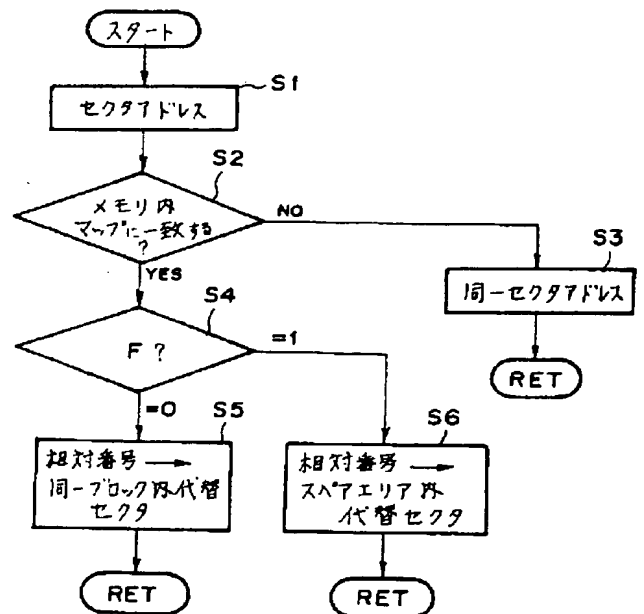 スタート
S1
セクタアドレス
S2
メモリ内
マップに一致する
?
NO
YES
S3
同一セクタアドレス
RET
S4
F?
=1
=0
S5
相対番号→
同一ブロック内代替
セクタ
RET
S6
相対番号→
スペアエリア内
代替セクタ
RET